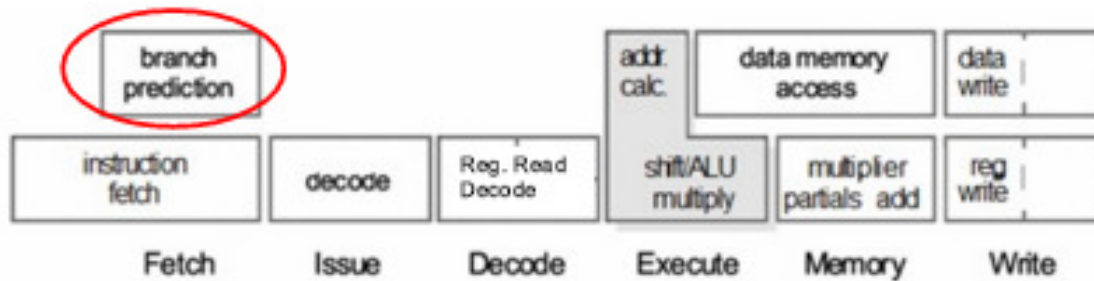 branch
prediction
addr.
calc.
data memory
access
data
write
instruction
fetch
decode
Reg. Read
Decode
shift/ALU
multiply
multiplier
partials add
reg
write
Fetch
Issue
Decode
Execute
Memory
Write